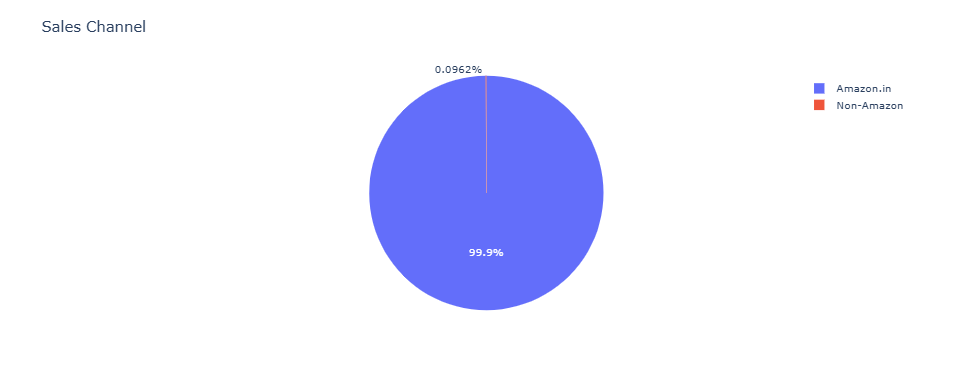 Sales Channel
0.0962%
Amazon.in
Non-Amazon
99.9%